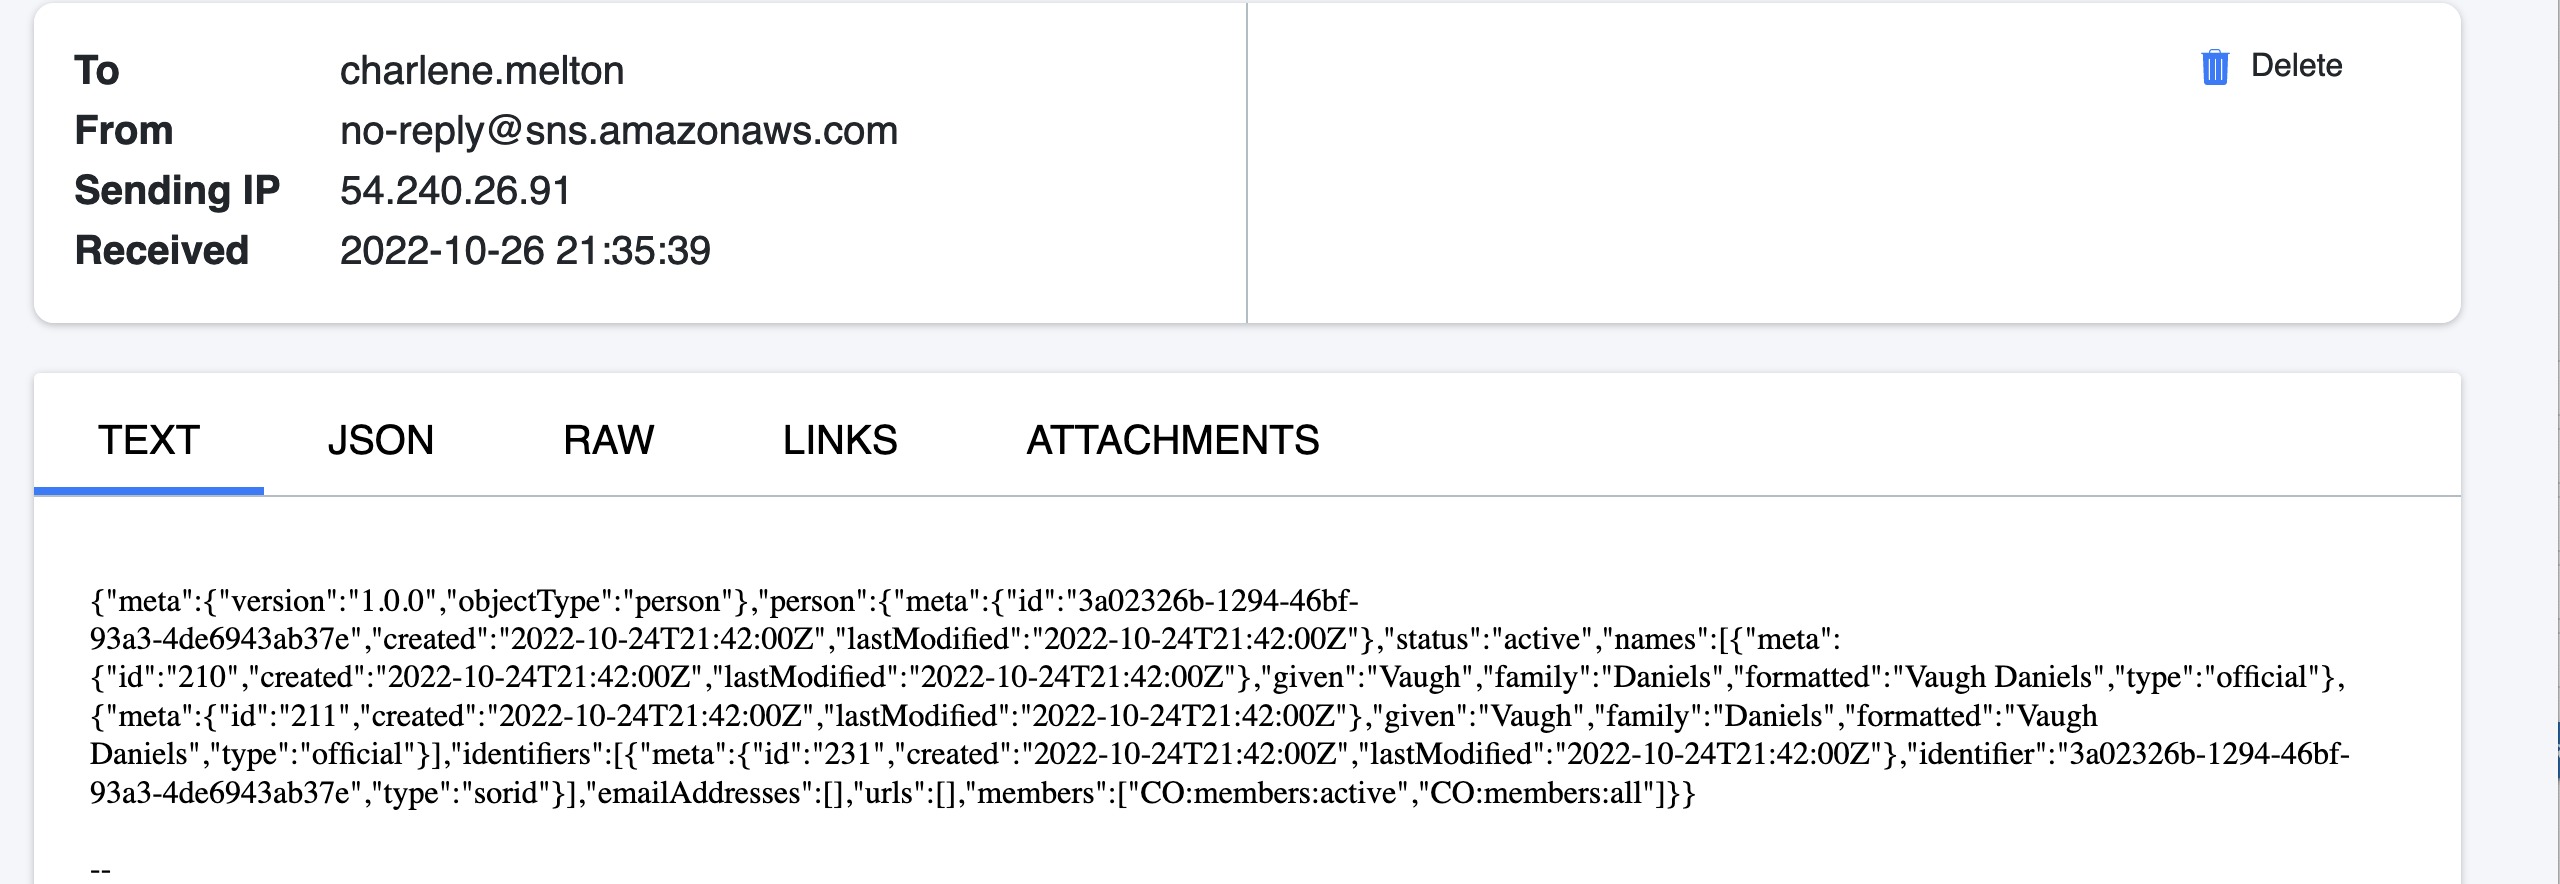 To charlene.melton
Delete
From no-reply@sns.amazonaws.com
Sending IP 54.240.26.91
Received 2022-10-26 21:35:39
TEXT JSON RAW LINKS ATTACHMENTS
{"meta":{"version":"1.0.0","objectType":"person"},"person":{"meta":{"id":"3a02326b-1294-46bf-
93a3-4de6943ab37e","created":"2022-10-24T21:42:00Z","lastModified":"2022-10-24T21:42:00Z"},"status":"active","names":[{"meta":
{"id":"210","created":"2022-10-24T21:42:00Z","lastModified":"2022-10-24T21:42:00Z"},"given":"Vaugh","family":"Daniels","formatted":"Vaugh Daniels","type":"official"},
{"meta":{"id":"211","created":"2022-10-24T21:42:00Z","lastModified":"2022-10-24T21:42:00Z"},"given":"Vaugh","family":"Daniels","formatted":"Vaugh
Daniels","type":"official"}],"identifiers":[{"meta":{"id":"231","created":"2022-10-24T21:42:00Z","lastModified":"2022-10-24T21:42:00Z"},"identifier":"3a02326b-1294-46bf-
93a3-4de6943ab37e","type":"sorid"}],"emailAddresses":[],"urls":[],"members":["CO:members:active","CO:members:all"]}}
--